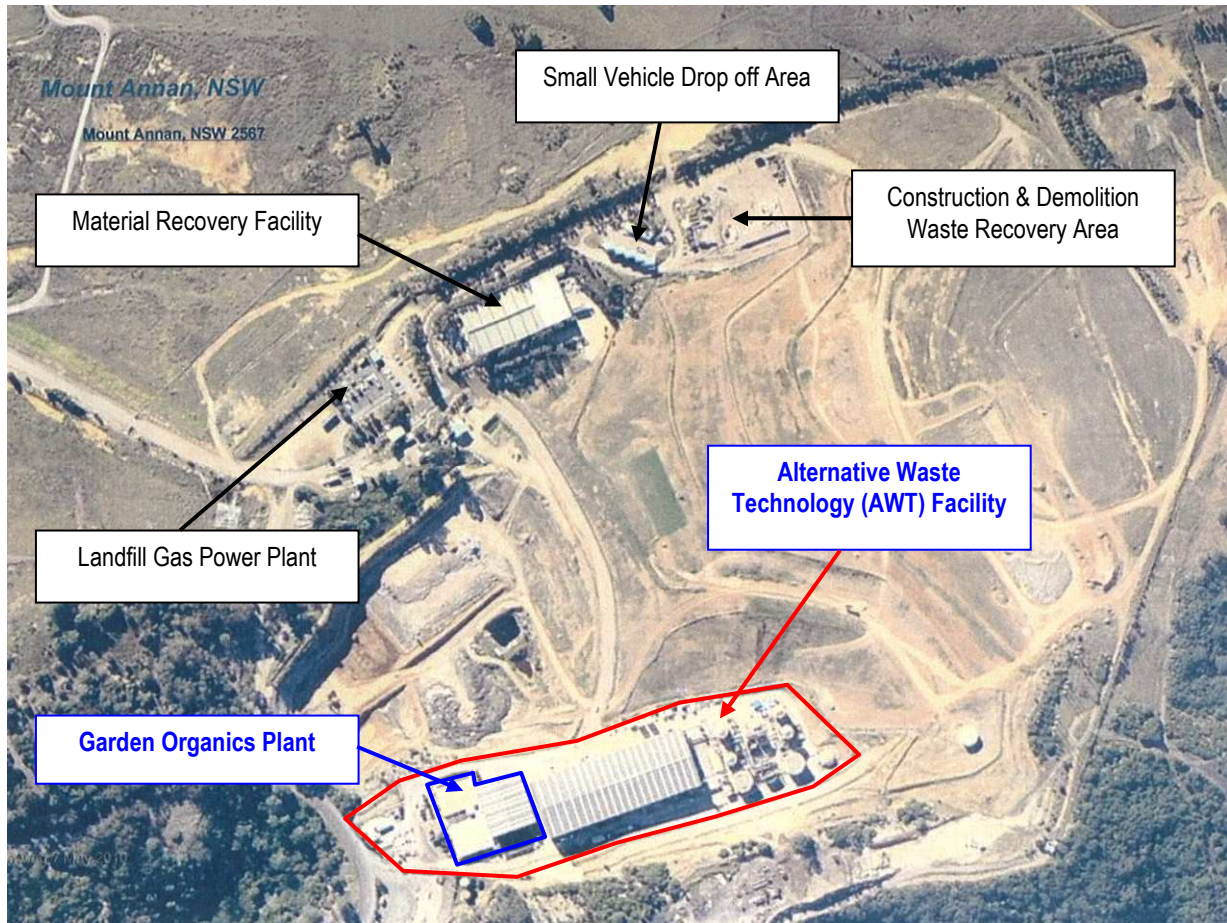 Mount Annan, NSW
Mount Annan, NSW 2567
Small Vehicle Drop off Area
Material Recovery Facility
Construction & Demolition
Waste Recovery Area
Alternative Waste
Technology (AWT) Facility
Landfill Gas Power Plant
Garden Organics Plant